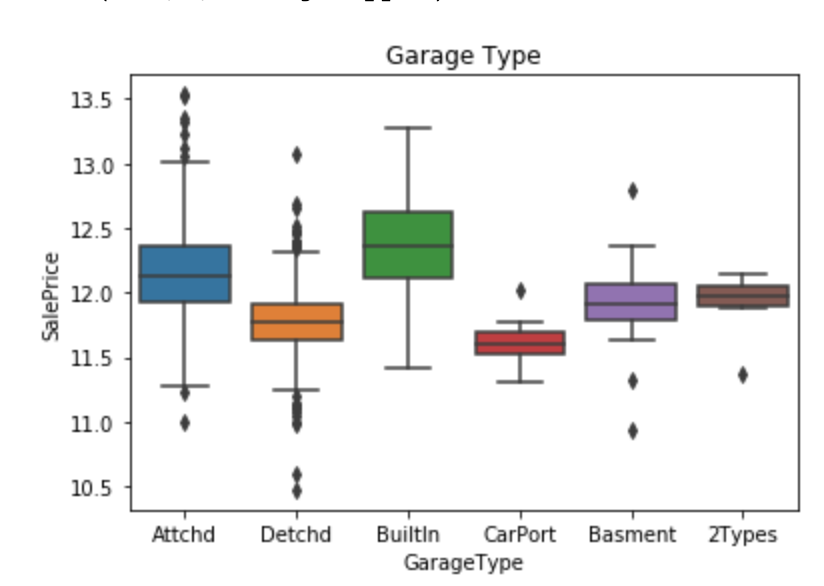 Garage Type
13.5
13.0
12.5
12.0
11.5
11.0
10.5
SalePrice
Attchd Detchd BuiltIn CarPort Basment 2Types
GarageType